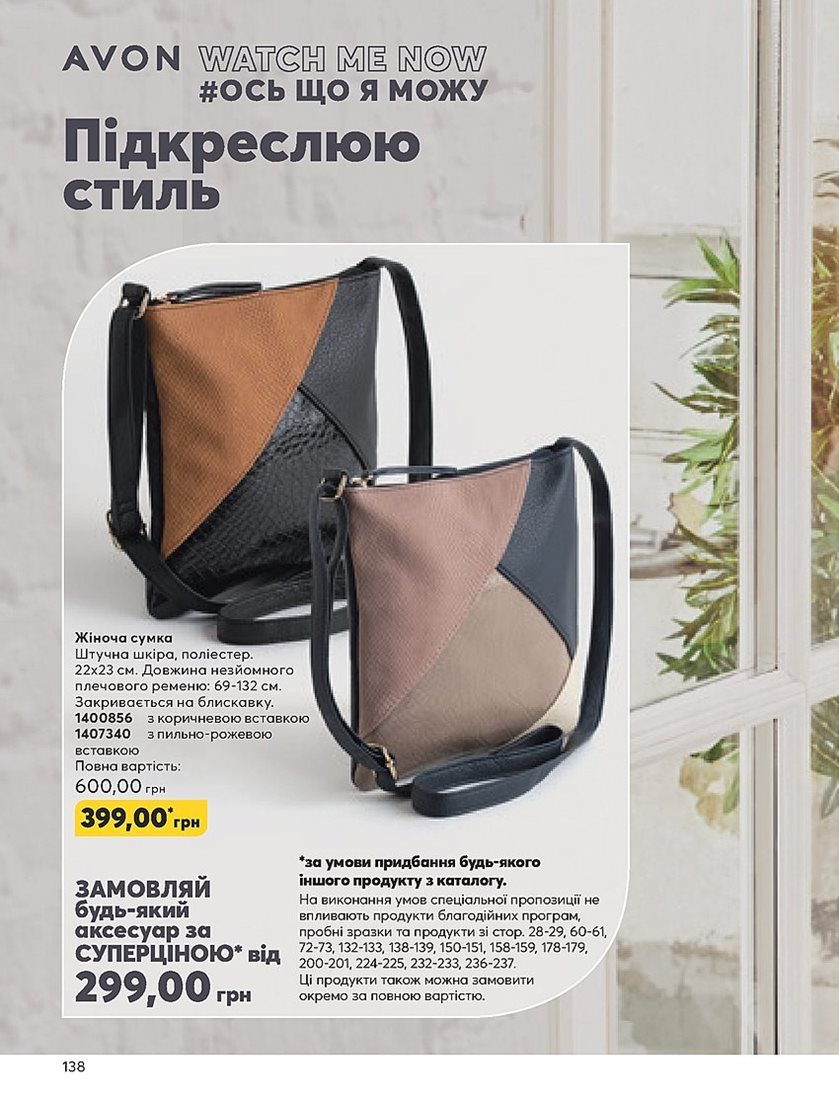 AVON WATCH ME NOW
#ОСЬ ЩО Я МОЖУ
Підкреслюю
стиль
Жіноча сумка
Штучна шкіра, поліестер.
22х23 см. Довжина незйомного
плечового ременю: 69-132 см.
Закривається на блискавку.
1400856 з коричневою вставкою
1407340 з пильно-рожевою
вставкою
Повна вартість:
600,00 грн
399,00* грн
ЗАМОВЛЯЙ
будь-який
аксесуар за
СУПЕРЦІНОЮ* від
299,00 грн
*за умови придбання будь-якого
іншого продукту з каталогу.
На виконання умов спеціальної пропозиції не
впливають продукти благодійних програм,
пробні зразки та продукти зі стор. 28-29, 60-61,
72-73, 132-133, 138-139, 150-151, 158-159, 178-179,
200-201, 224-225, 232-233, 236-237.
Ці продукти також можна замовити
окремо за повною вартістю.
138